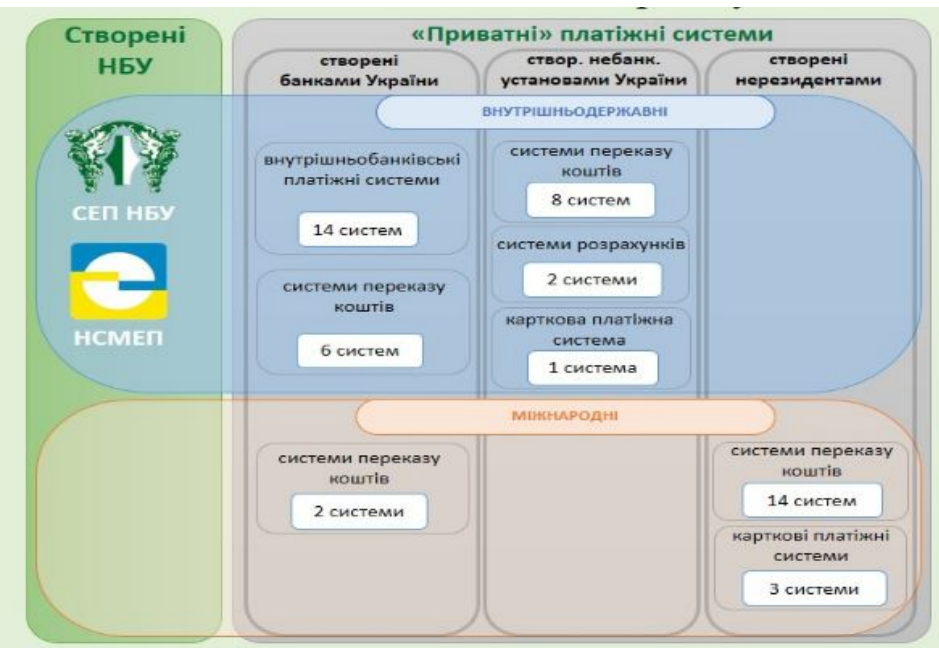 Створені
НБУ
«Приватні» платіжні системи
створені
банками України
створ. небанк.
установами України
створені
нерезидентами
ВНУТРІШНЬОДЕРЖАВНІ
СЕП НБУ
НСМЕП
внутрішньобанківські
платіжні системи
14 систем
системи переказу
коштів
6 систем
системи переказу
коштів
8 систем
системи розрахунків
2 системи
карткова платіжна
система
1 система
МІЖНАРОДНІ
системи переказу
коштів
2 системи
системи переказу
коштів
14 систем
карткові платіжні
системи
3 системи